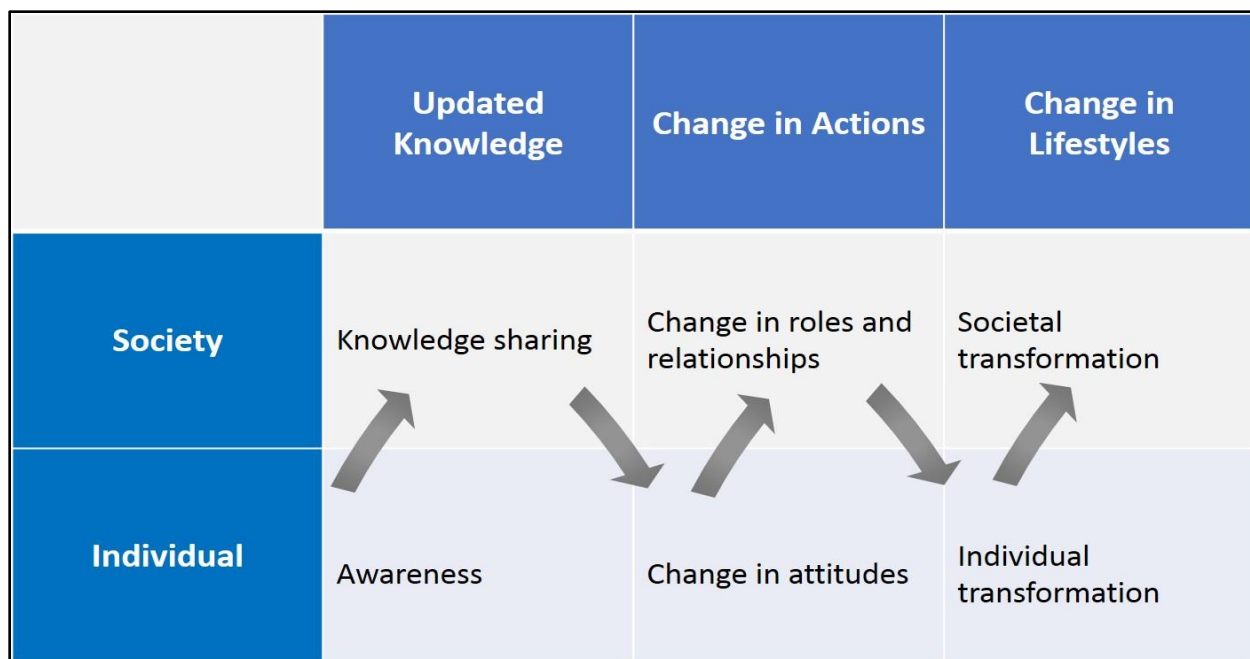 Updated
Knowledge
Change in Actions
Change in
Lifestyles
Society
Knowledge sharing
Change in roles and
relationships
Societal
transformation
Individual
Awareness
Change in attitudes
Individual
transformation